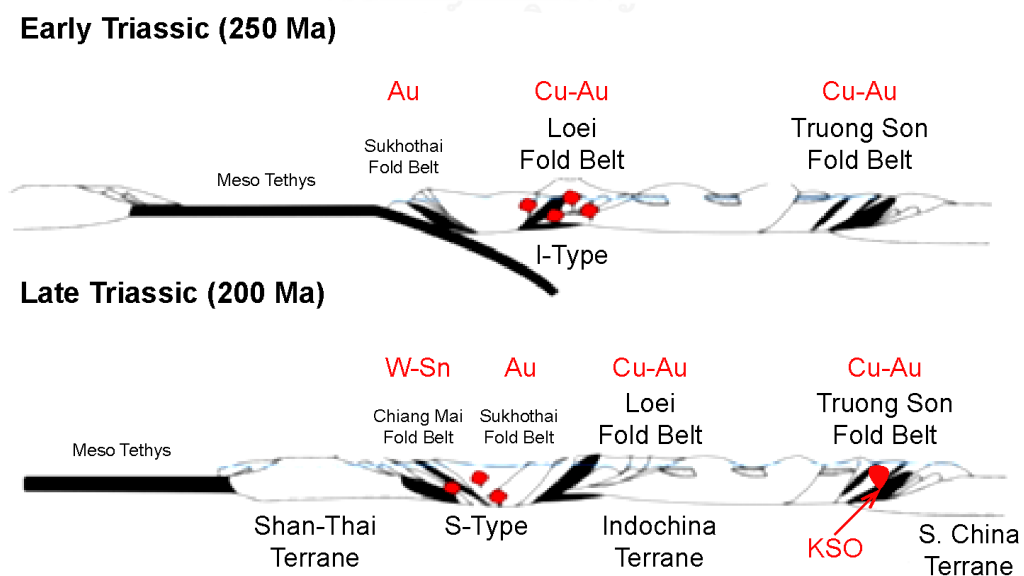 Early Triassic (250 Ma)
Au
Cu-Au
Cu-Au
Sukhothai
Fold Belt
Loei
Fold Belt
Truong Son
Fold Belt
Meso Tethys
I-Type
Late Triassic (200 Ma)
W-Sn
Au
Cu-Au
Cu-Au
Chiang Mai
Fold Belt
Sukhothai
Fold Belt
Loei
Fold Belt
Truong Son
Fold Belt
Meso Tethys
Shan-Thai
Terrane
S-Type
Indochina
Terrane
KSO
S. China
Terrane